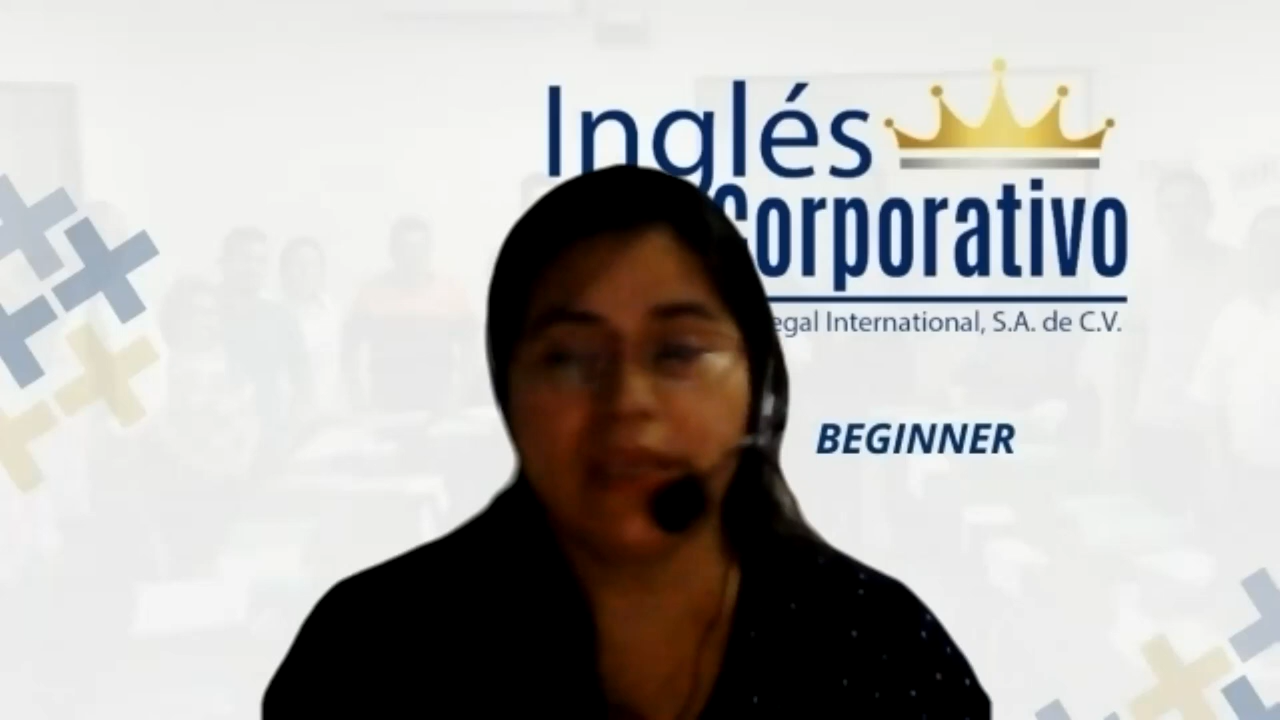 Inglés
Corporativo
International, S.A. de C.V.
BEGINNER